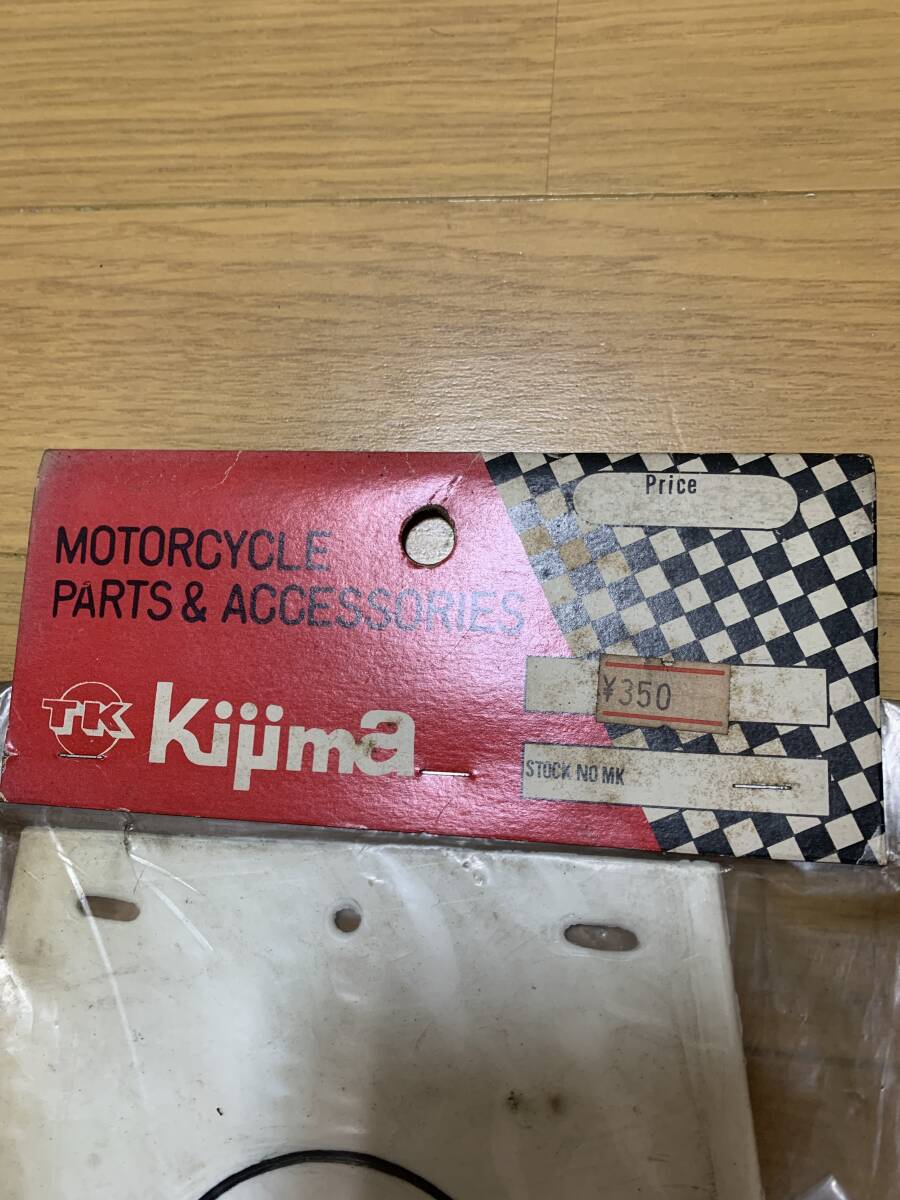 Price
MOTORCYCLE
PARTS & ACCESSORIES
¥350
TK Kijima
STOCK NO MK